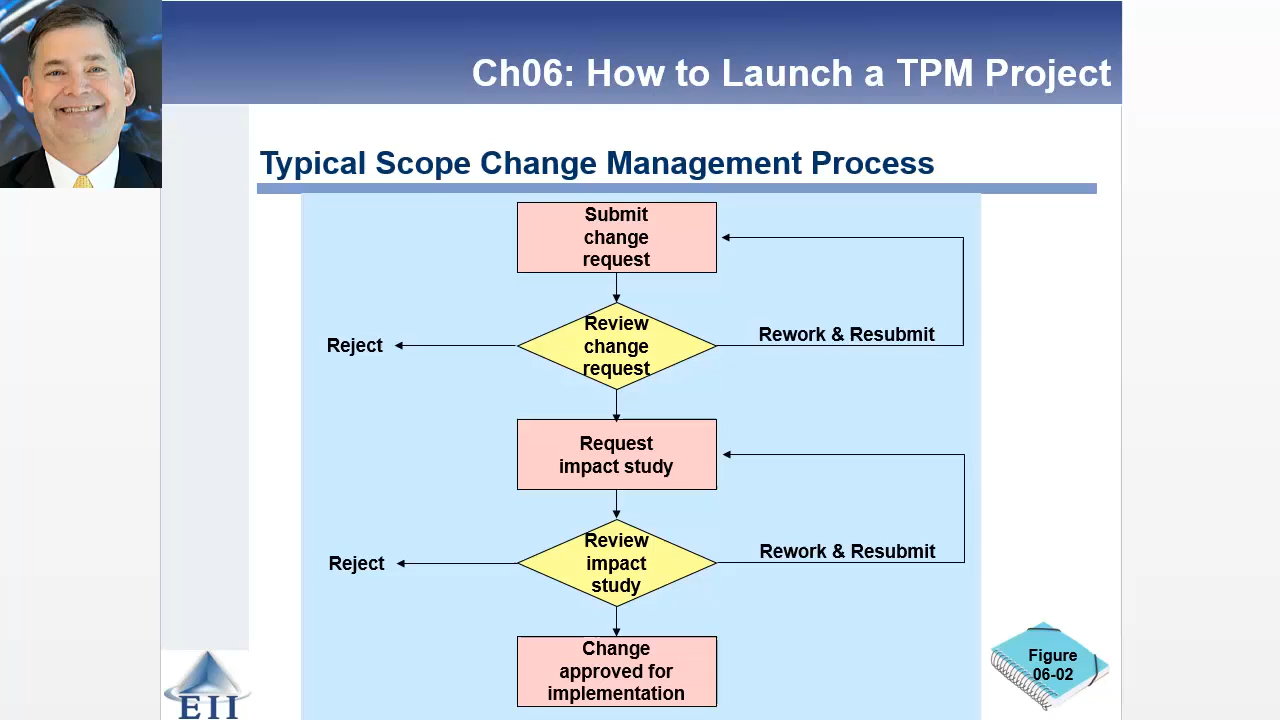 Ch06: How to Launch a TPM Project
Typical Scope Change Management Process
Submit
change
request
Review
change
request
Reject
Rework & Resubmit
Request
impact study
Review
impact
study
Reject
Rework & Resubmit
Change
approved for
implementation
Figure
06-02
EII